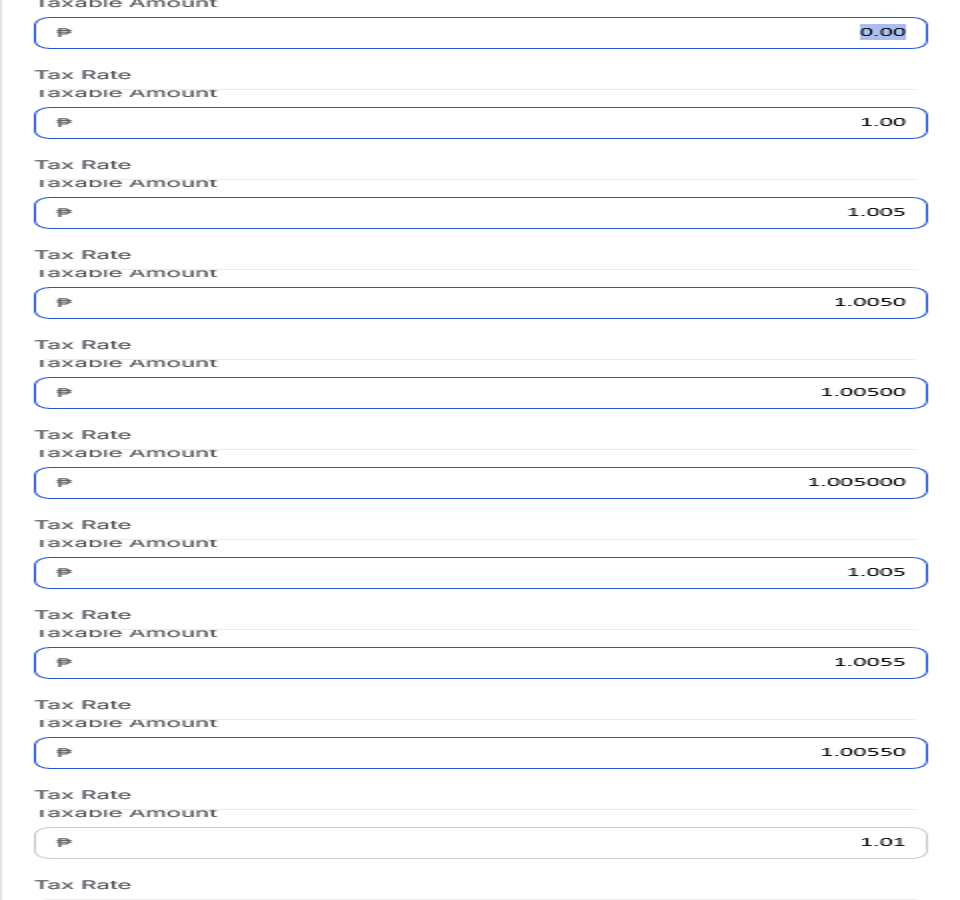 Taxable Amount
₱ 0.00
Tax Rate
Taxable Amount
₱ 1.00
Tax Rate
Taxable Amount
₱ 1.005
Tax Rate
Taxable Amount
₱ 1.0050
Tax Rate
Taxable Amount
₱ 1.00500
Tax Rate
Taxable Amount
₱ 1.005000
Tax Rate
Taxable Amount
₱ 1.005
Tax Rate
Taxable Amount
₱ 1.0055
Tax Rate
Taxable Amount
₱ 1.00550
Tax Rate
Taxable Amount
₱ 1.01
Tax Rate